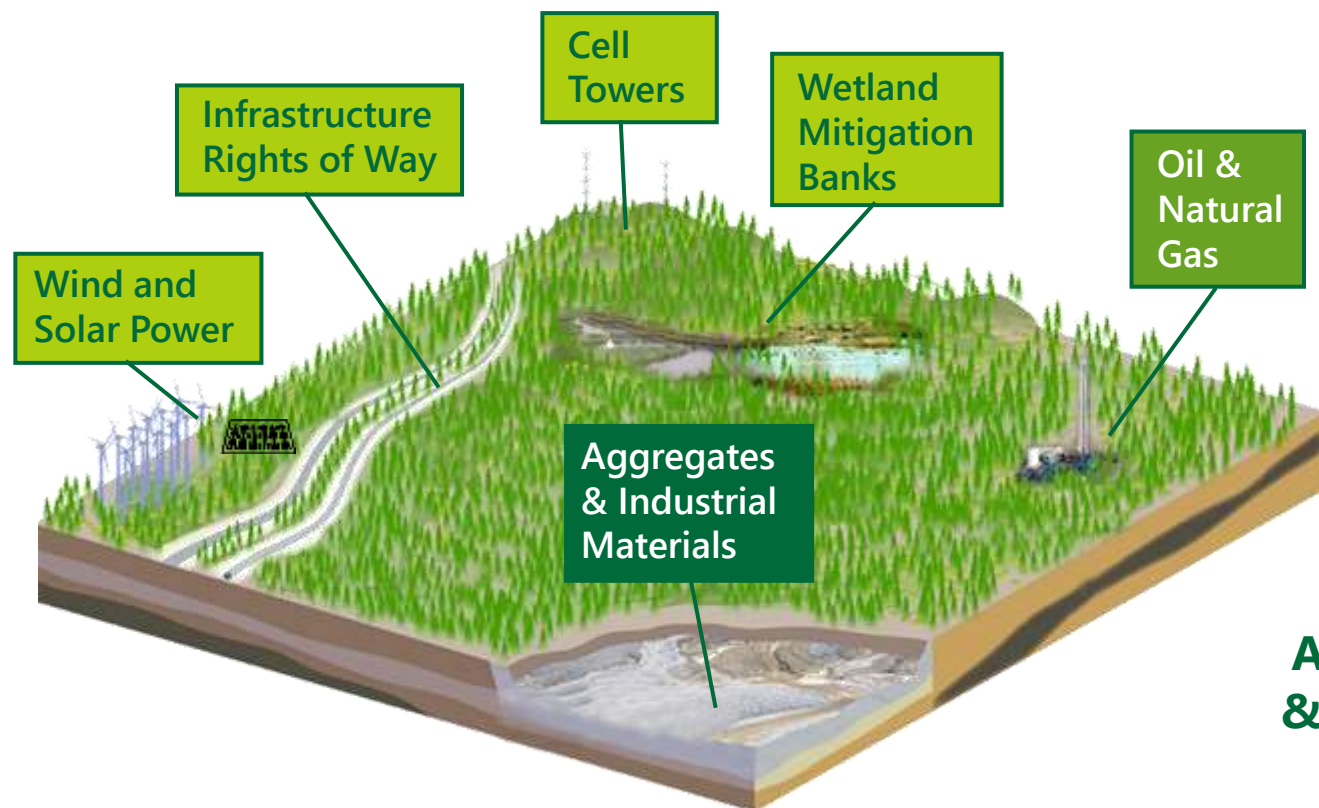 Cell
Towers
Infrastructure
Rights of Way
Wetland
Mitigation
Banks
Oil &
Natural
Gas
Wind and
Solar Power
Aggregates
& Industrial
Materials
A
&